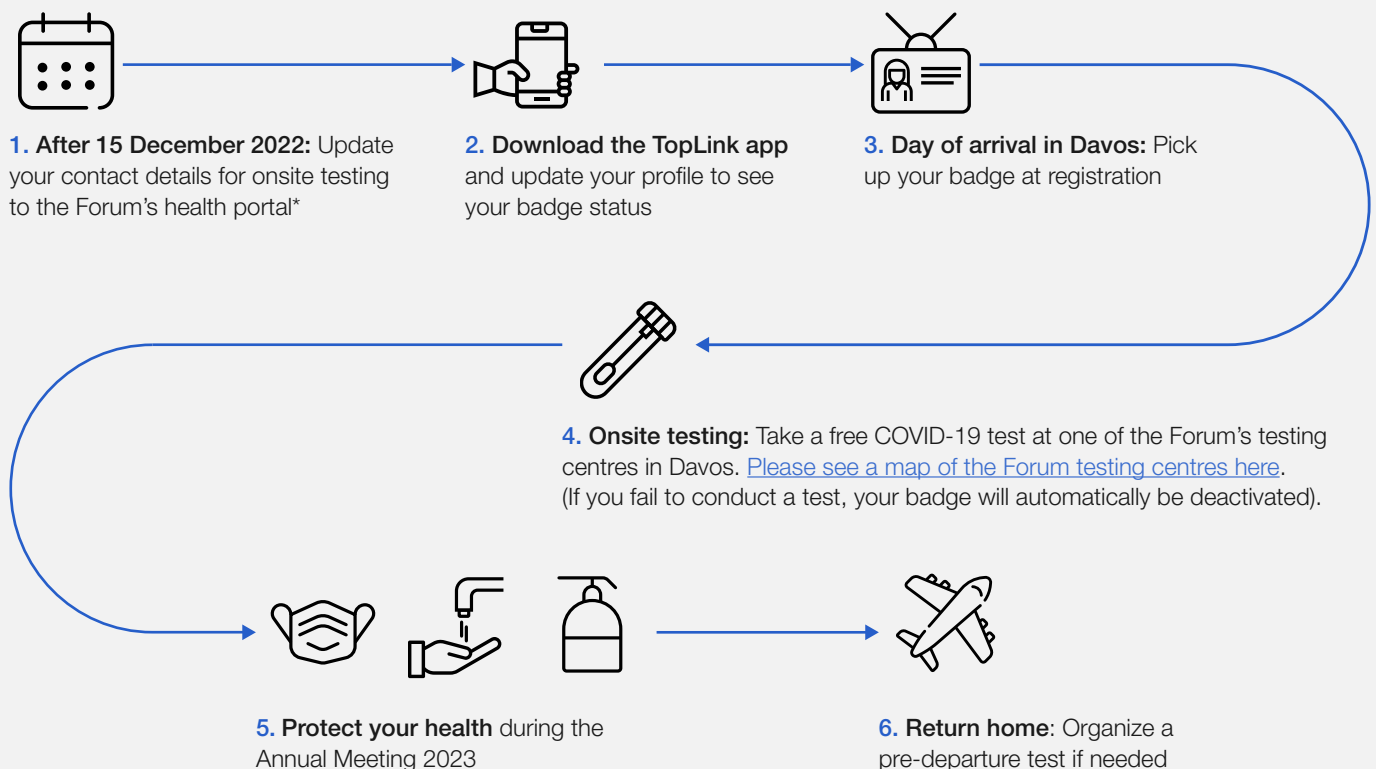 1. After 15 December 2022: Update
your contact details for onsite testing
to the Forum’s health portal*
2. Download the TopLink app
and update your profile to see
your badge status
3. Day of arrival in Davos: Pick
up your badge at registration
4. Onsite testing: Take a free COVID-19 test at one of the Forum’s testing
centres in Davos. Please see a map of the Forum testing centres here.
(If you fail to conduct a test, your badge will automatically be deactivated).
5. Protect your health during the
Annual Meeting 2023
6. Return home: Organize a
pre-departure test if needed